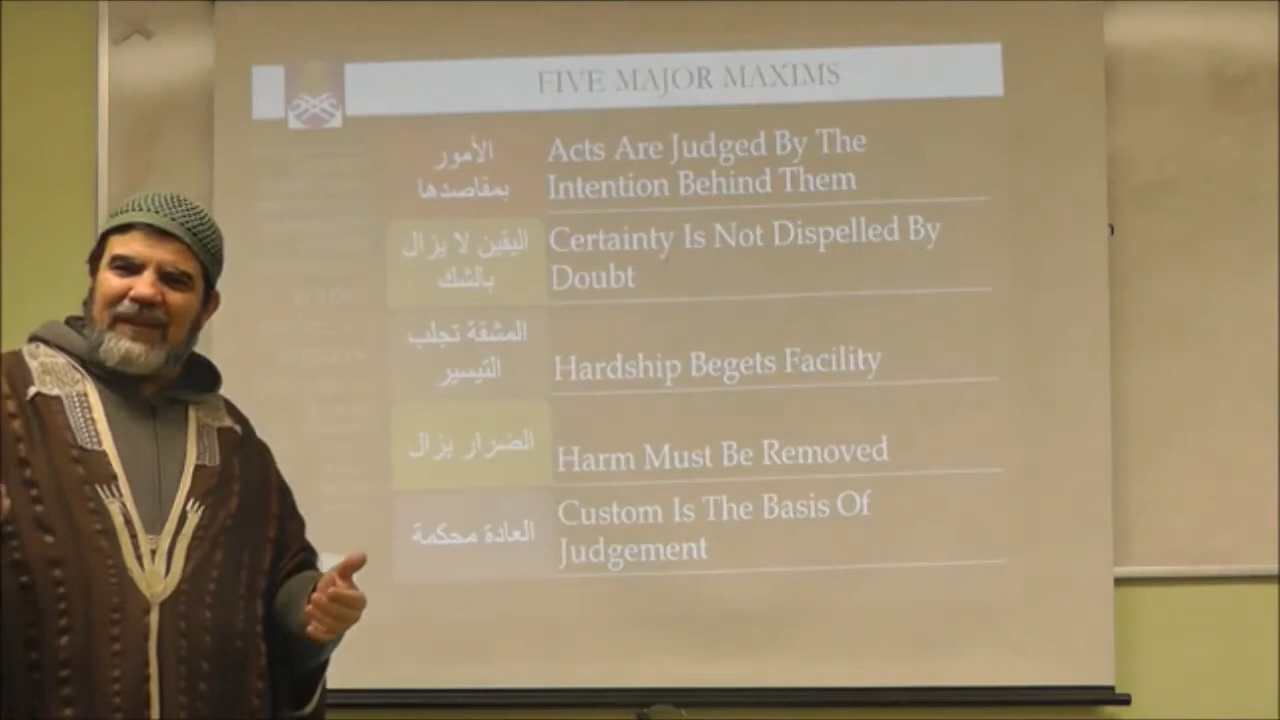 FIVE MAJOR MAXIMS
الأمور
بمقاصدها
Acts Are Judged By The
Intention Behind Them
اليقين لا يزال
بالشك
Certainty Is Not Dispelled By
Doubt
المشقة تجلب
التيسير
Hardship Begets Facility
الضرار يزال
Harm Must Be Removed
العادة محكمة
Custom Is The Basis Of
Judgement